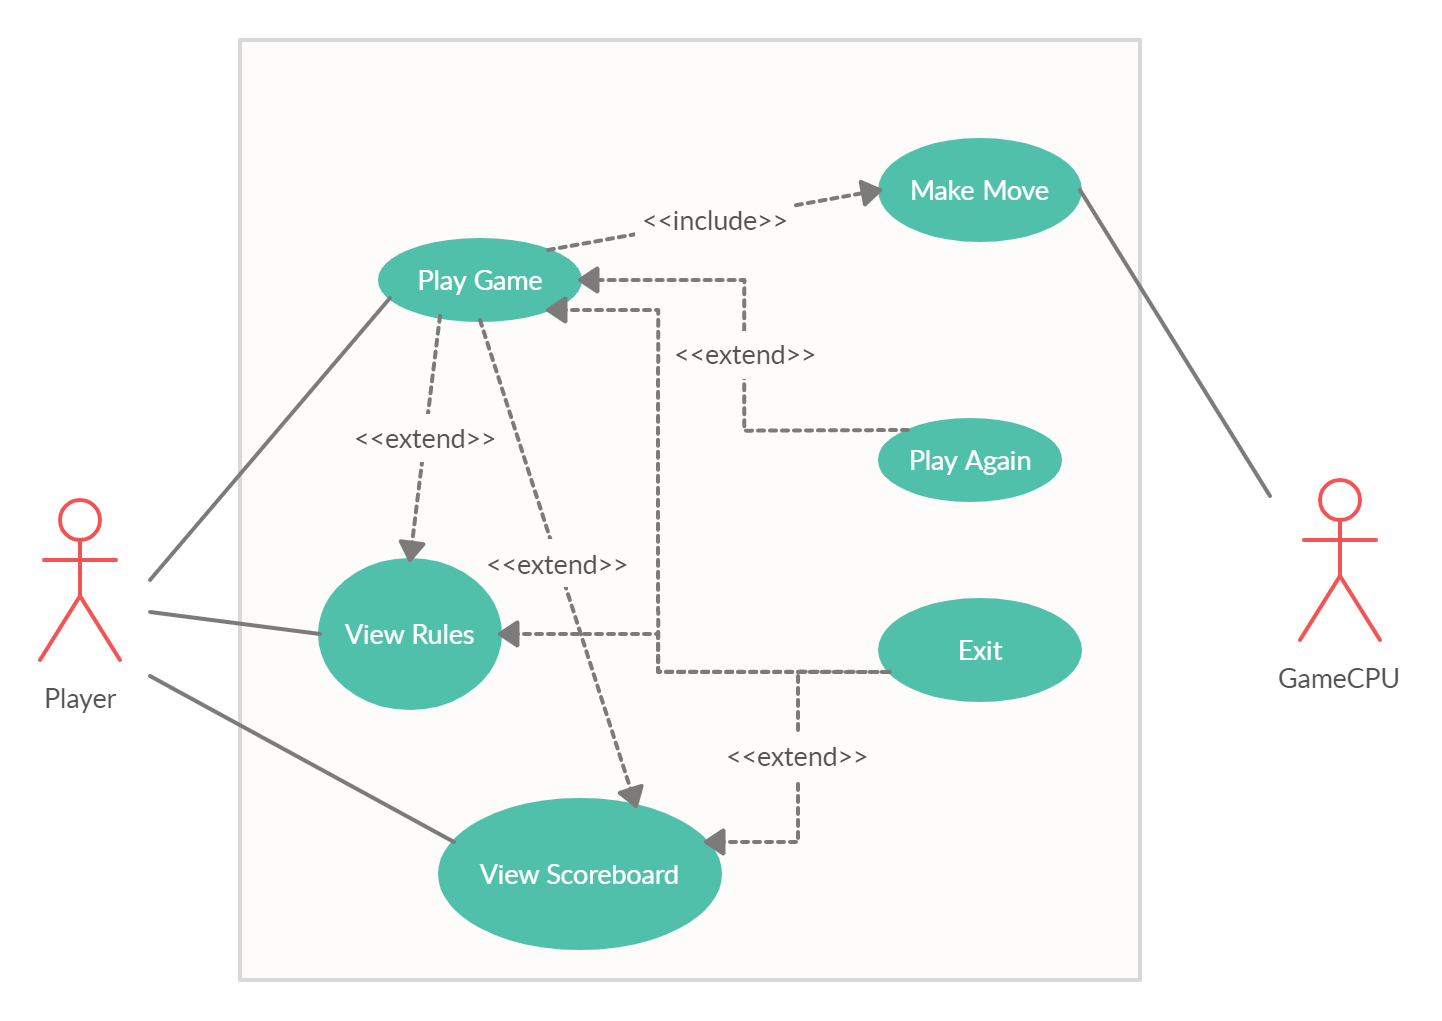 Make Move
<<include>>
Play Game
<<extend>>
<<extend>>
Play Again
<<extend>>
View Rules
Exit
Player
GameCPU
<<extend>>
View Scoreboard